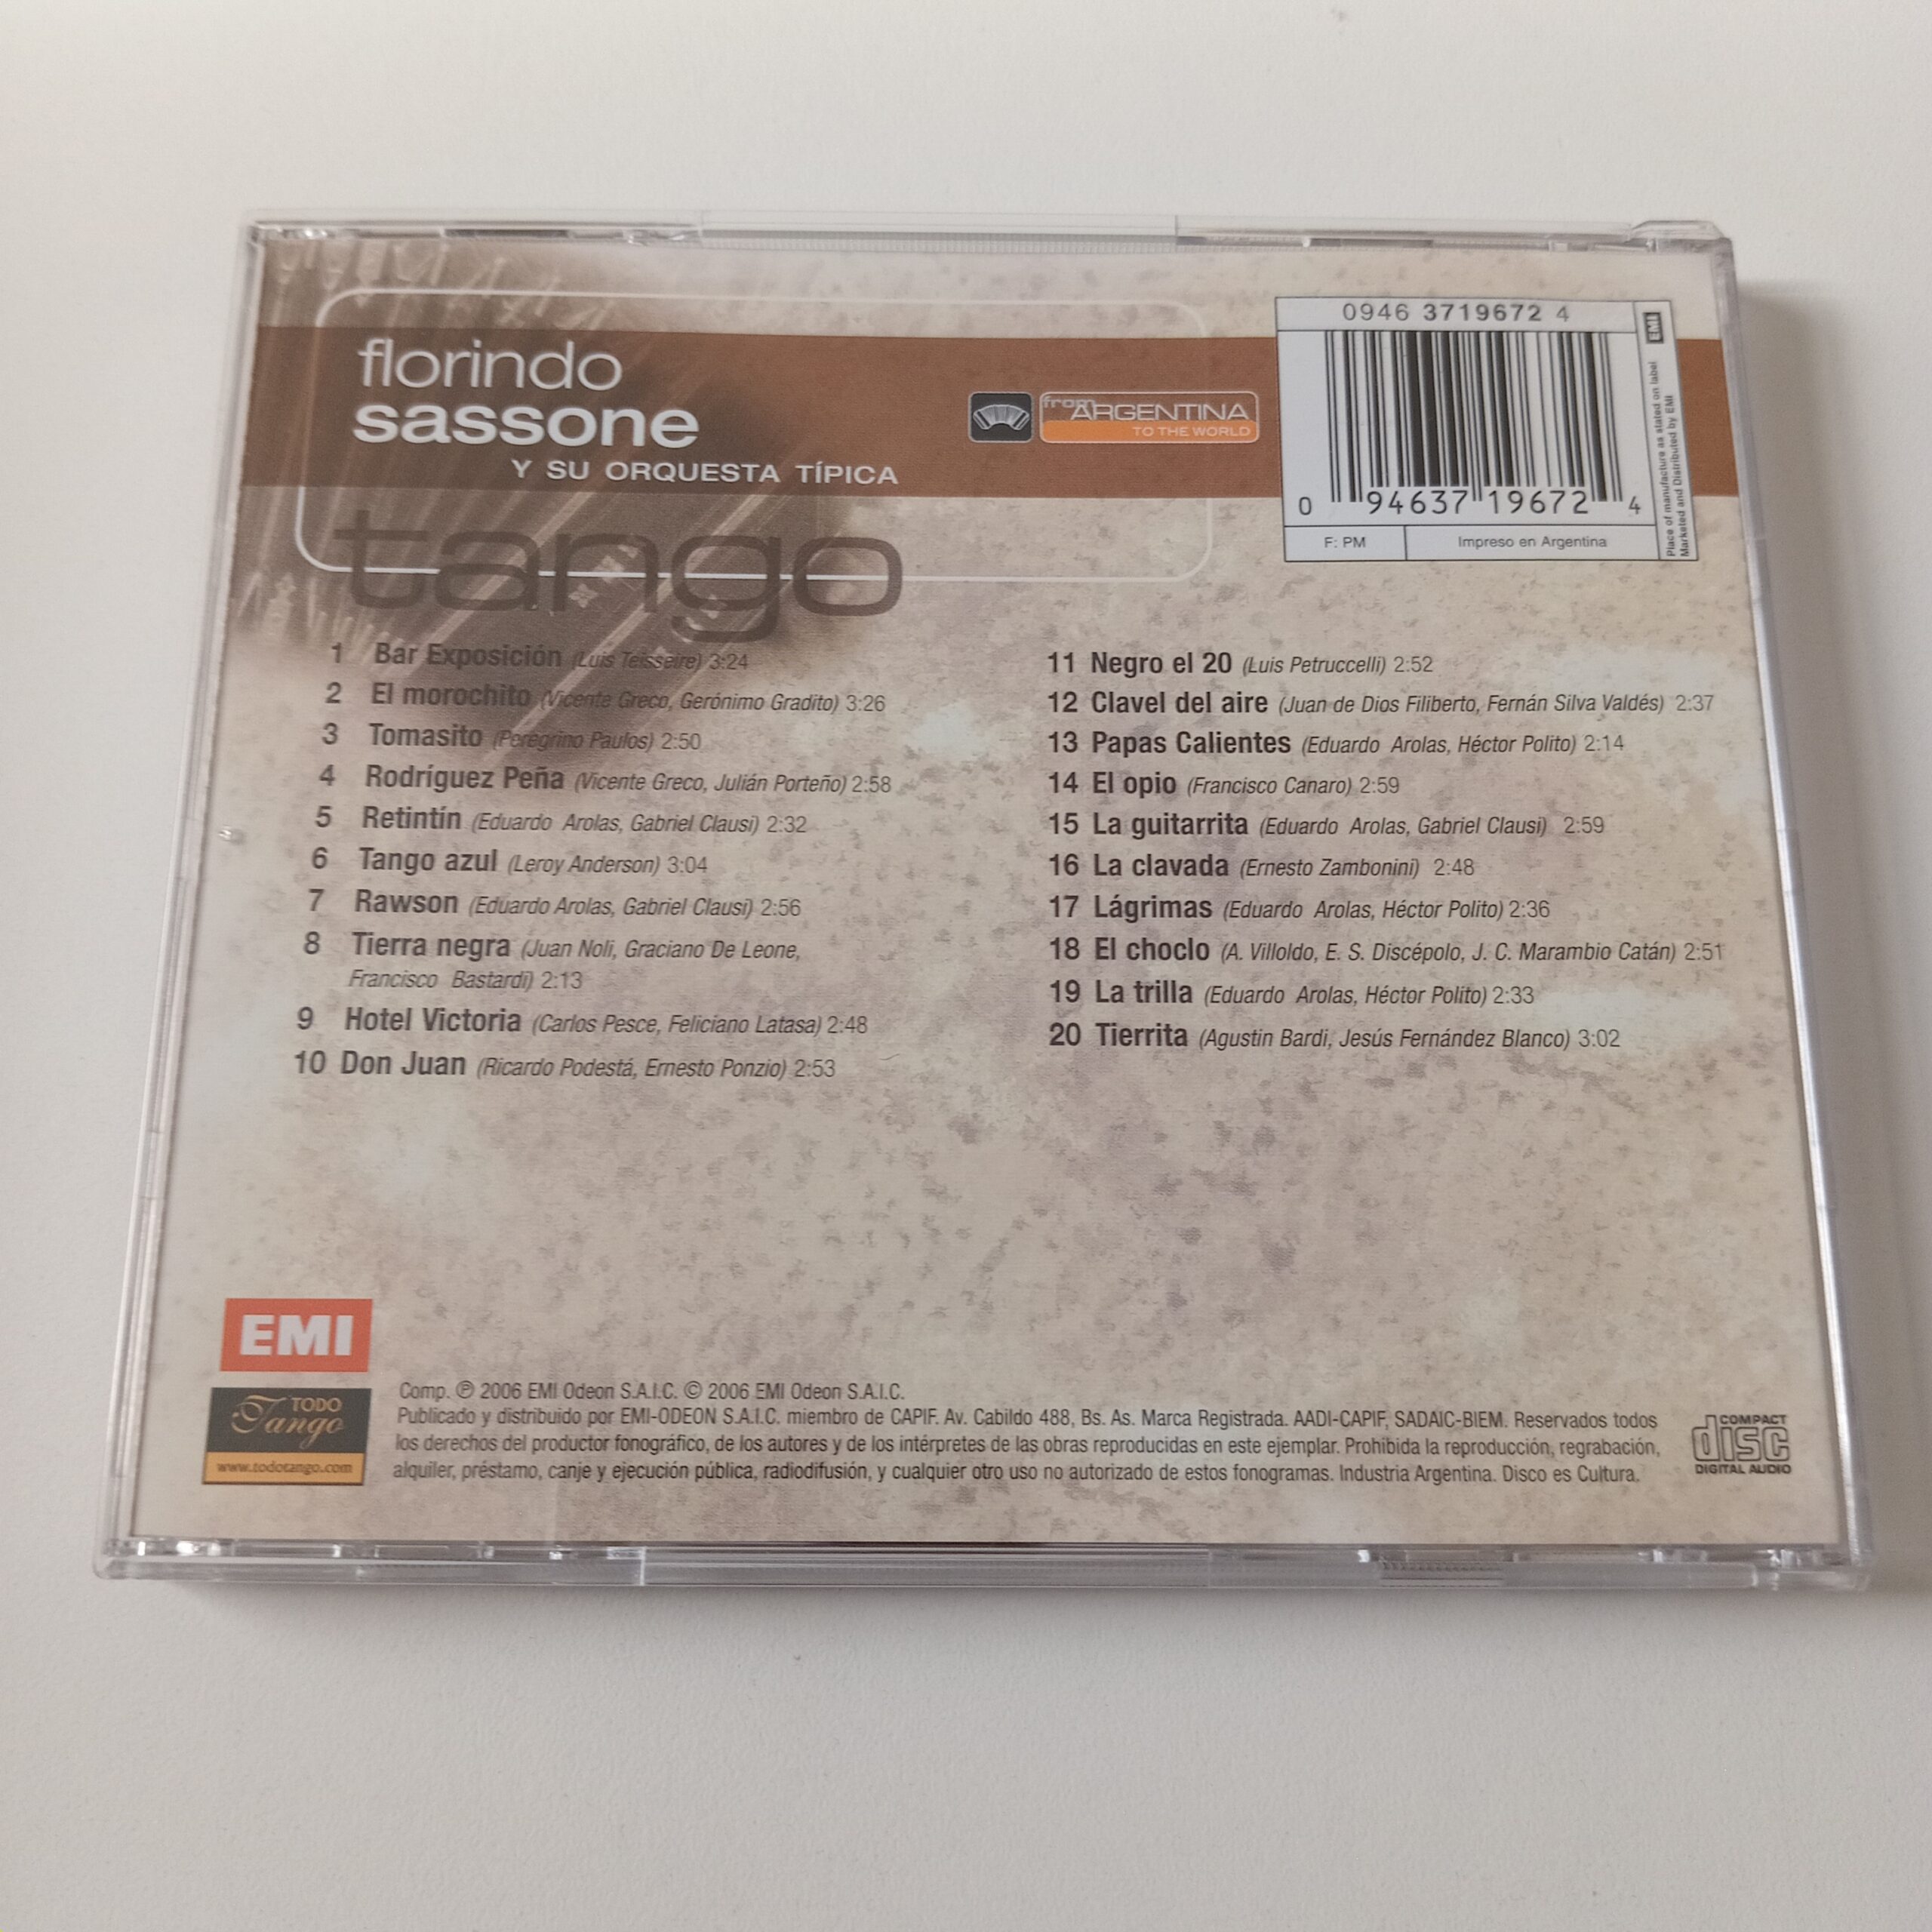 florindo
sassone
Y SU ORQUESTA TÍPICA
tango
from
ARGENTINA
TO THE WORLD
0946 3719672 4
0 94637 19672 4
F: PM
Impreso en Argentina
EMI
Place of manufacture as stated on label
Marketed and Distributed by EMI
1 Bar Exposición (Luis Teisseire) 3:24
2 El morochito (Vicente Greco, Gerónimo Gradito) 3:26
3 Tomasito (Peregrino Paulos) 2:50
4 Rodríguez Peña (Vicente Greco, Julián Porteño) 2:58
5 Retintín (Eduardo Arolas, Gabriel Clausi) 2:32
6 Tango azul (Leroy Anderson) 3:04
7 Rawson (Eduardo Arolas, Gabriel Clausi) 2:56
8 Tierra negra (Juan Noli, Graciano De Leone,
Francisco Bastardi) 2:13
9 Hotel Victoria (Carlos Pesce, Feliciano Latasa) 2:48
10 Don Juan (Ricardo Podestá, Ernesto Ponzio) 2:53
11 Negro el 20 (Luis Petruccelli) 2:52
12 Clavel del aire (Juan de Dios Filiberto, Fernán Silva Valdés) 2:37
13 Papas Calientes (Eduardo Arolas, Héctor Polito) 2:14
14 El opio (Francisco Canaro) 2:59
15 La guitarrita (Eduardo Arolas, Gabriel Clausi) 2:59
16 La clavada (Ernesto Zambonini) 2:48
17 Lágrimas (Eduardo Arolas, Héctor Polito) 2:36
18 El choclo (A. Villoldo, E. S. Discépolo, J. C. Marambio Catán) 2:51
19 La trilla (Eduardo Arolas, Héctor Polito) 2:33
20 Tierrita (Agustin Bardi, Jesús Fernández Blanco) 3:02
EMI
TODO
Tango
www.todotango.com
Comp. ℗ 2006 EMI Odeon S.A.I.C. © 2006 EMI Odeon S.A.I.C.
Publicado y distribuido por EMI-ODEON S.A.I.C. miembro de CAPIF. Av. Cabildo 488, Bs. As. Marca Registrada. AADI-CAPIF, SADAIC-BIEM. Reservados todos
los derechos del productor fonográfico, de los autores y de los intérpretes de las obras reproducidas en este ejemplar. Prohibida la reproducción, regrabación,
alquiler, préstamo, canje y ejecución pública, radiodifusión, y cualquier otro uso no autorizado de estos fonogramas. Industria Argentina. Disco es Cultura.
COMPACT
disc
DIGITAL AUDIO